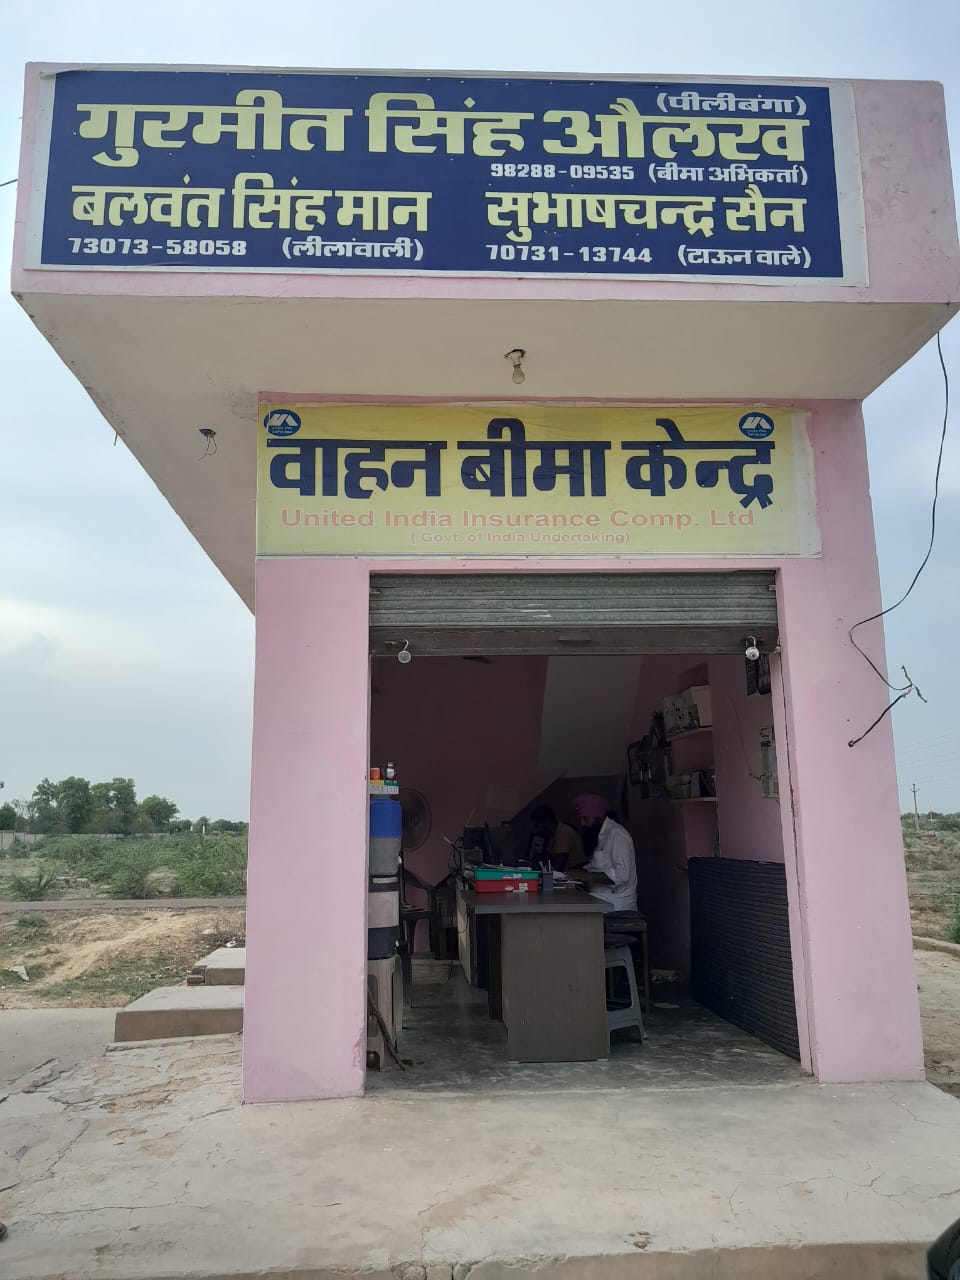 (पीलीबंगा)
गुरमीत सिंह औलख
98288-09535 (बीमा अभिकर्ता)
बलवंत सिंह मान
73073-58058 (लीलांवाली)
सुभाषचन्द्र सैन
70731-13744 (टाऊन वाले)
वाहन बीमा केन्द्र
United India Insurance Comp. Ltd
(Govt. of India Undertaking)